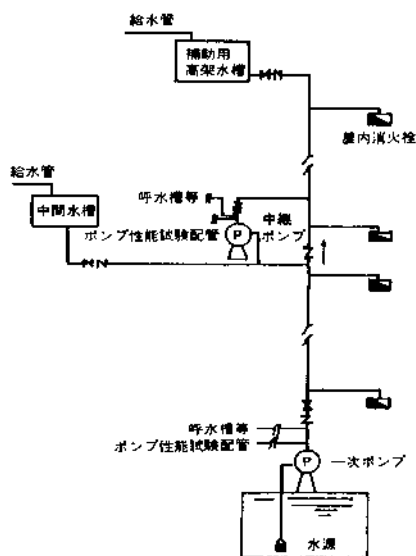 給水管
補助用
高架水槽
屋内消火栓
給水管
中間水槽
呼水槽等
中継
ポンプ
ポンプ性能試験配管
P
呼水槽等
ポンプ性能試験配管
P
一次ポンプ
水源